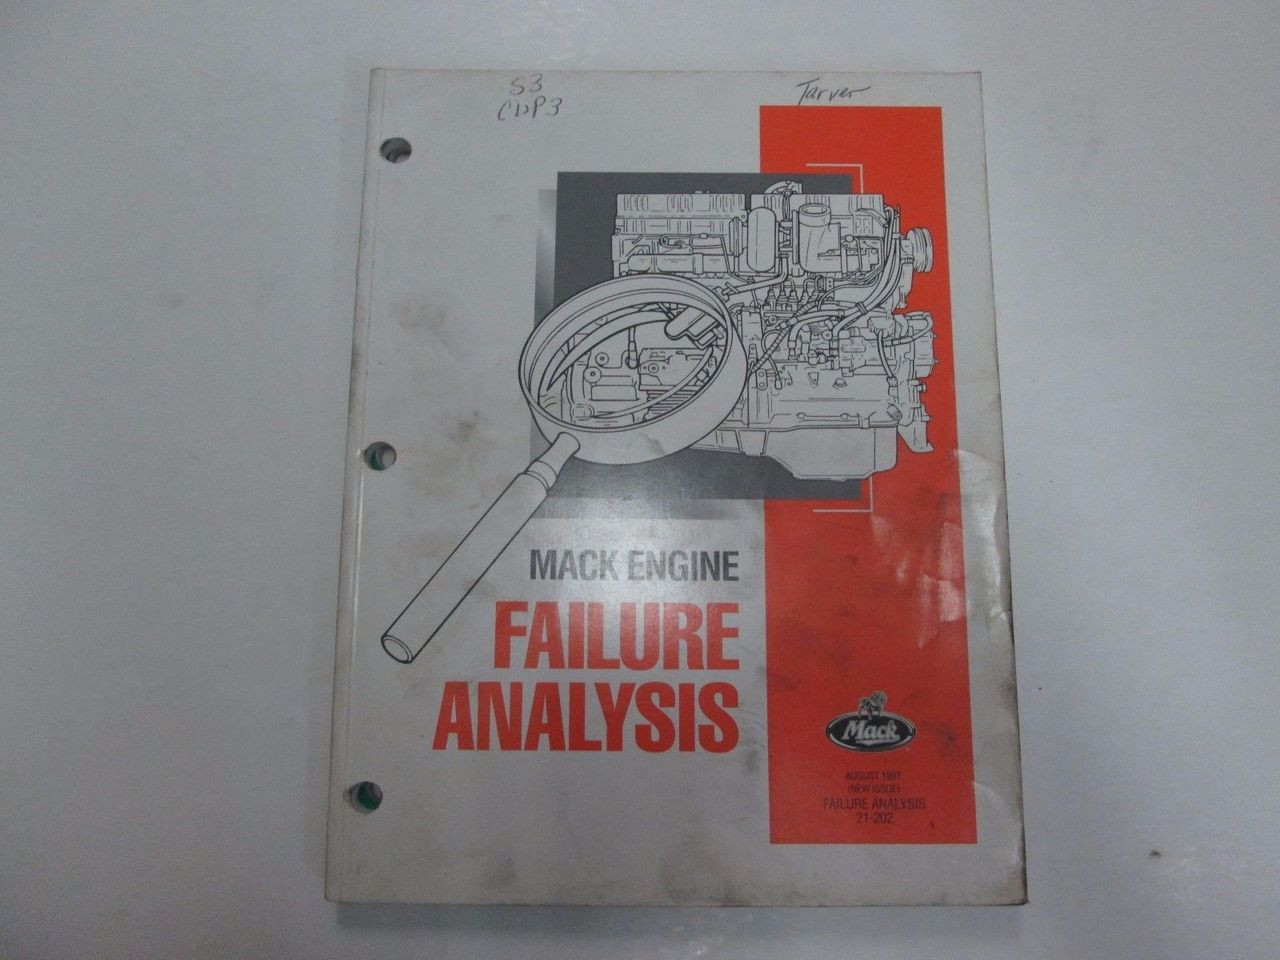 S3
CDP3
Tarver
MACK ENGINE
FAILURE
ANALYSIS
Mack
AUGUST 1997
(NEW ISSUE)
FAILURE ANALYSIS
21-202